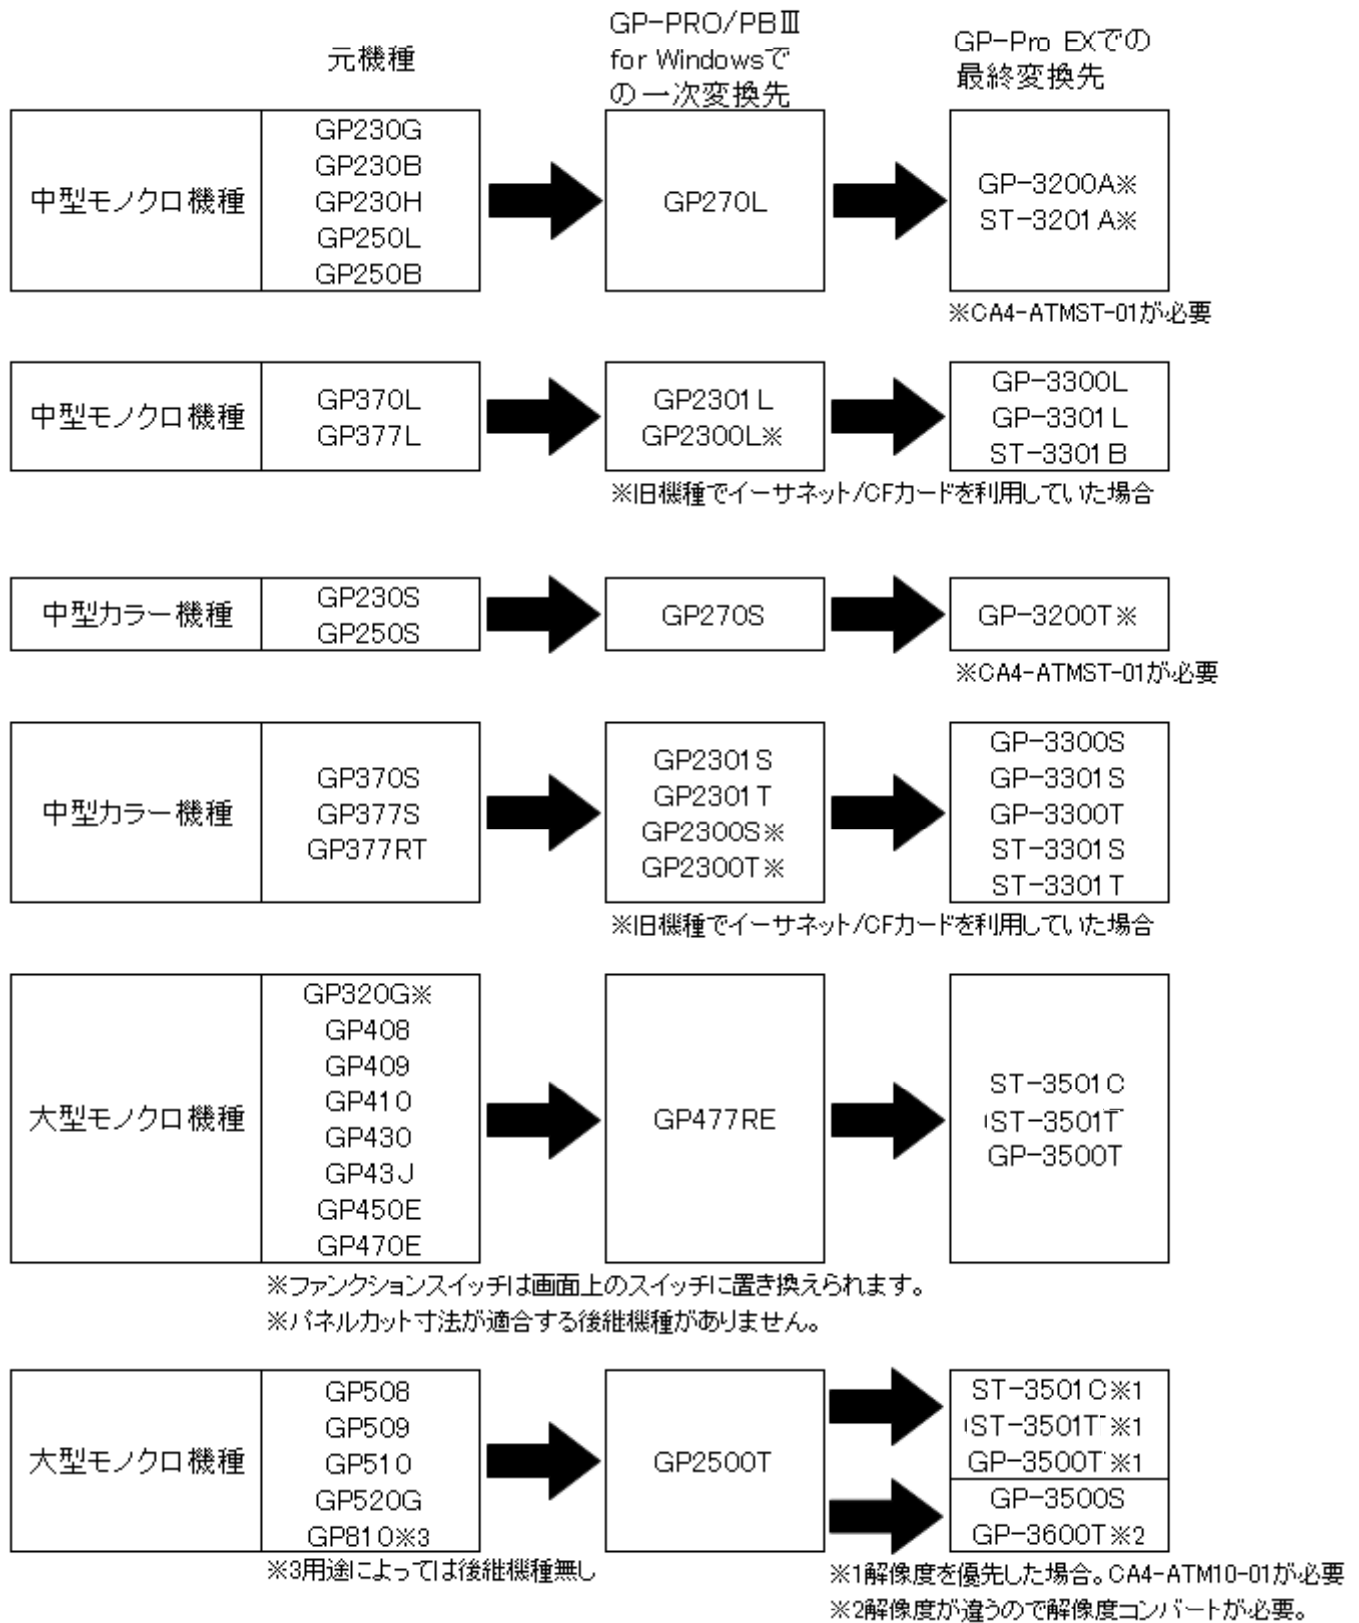 元機種
GP-PRO/PBⅢ
for Windowsで
の一次変換先
GP-Pro EXでの
最終変換先
中型モノクロ機種
GP230G
GP230B
GP230H
GP250L
GP250B
GP270L
GP-3200A※
ST-3201A※
※CA4-ATMST-01が必要
中型モノクロ機種
GP370L
GP377L
GP2301L
GP2300L※
GP-3300L
GP-3301L
ST-3301B
※旧機種でイーサネット/CFカードを利用していた場合
中型カラー機種
GP230S
GP250S
GP270S
GP-3200T※
※CA4-ATMST-01が必要
中型カラー機種
GP370S
GP377S
GP377RT
GP2301S
GP2301T
GP2300S※
GP2300T※
GP-3300S
GP-3301S
GP-3300T
ST-3301S
ST-3301T
※旧機種でイーサネット/CFカードを利用していた場合
大型モノクロ機種
GP320G※
GP408
GP409
GP410
GP430
GP43J
GP450E
GP470E
GP477RE
ST-3501C
ST-3501T
GP-3500T
※ファンクションスイッチは画面上のスイッチに置き換えられます。
※パネルカット寸法が適合する後継機種がありません。
大型モノクロ機種
GP508
GP509
GP510
GP520G
GP810※3
GP2500T
ST-3501C※1
ST-3501T※1
GP-3500T※1
GP-3500S
GP-3600T※2
※3用途によっては後継機種無し
※1解像度を優先した場合。CA4-ATM10-01が必要
※2解像度が違うので解像度コンバートが必要。